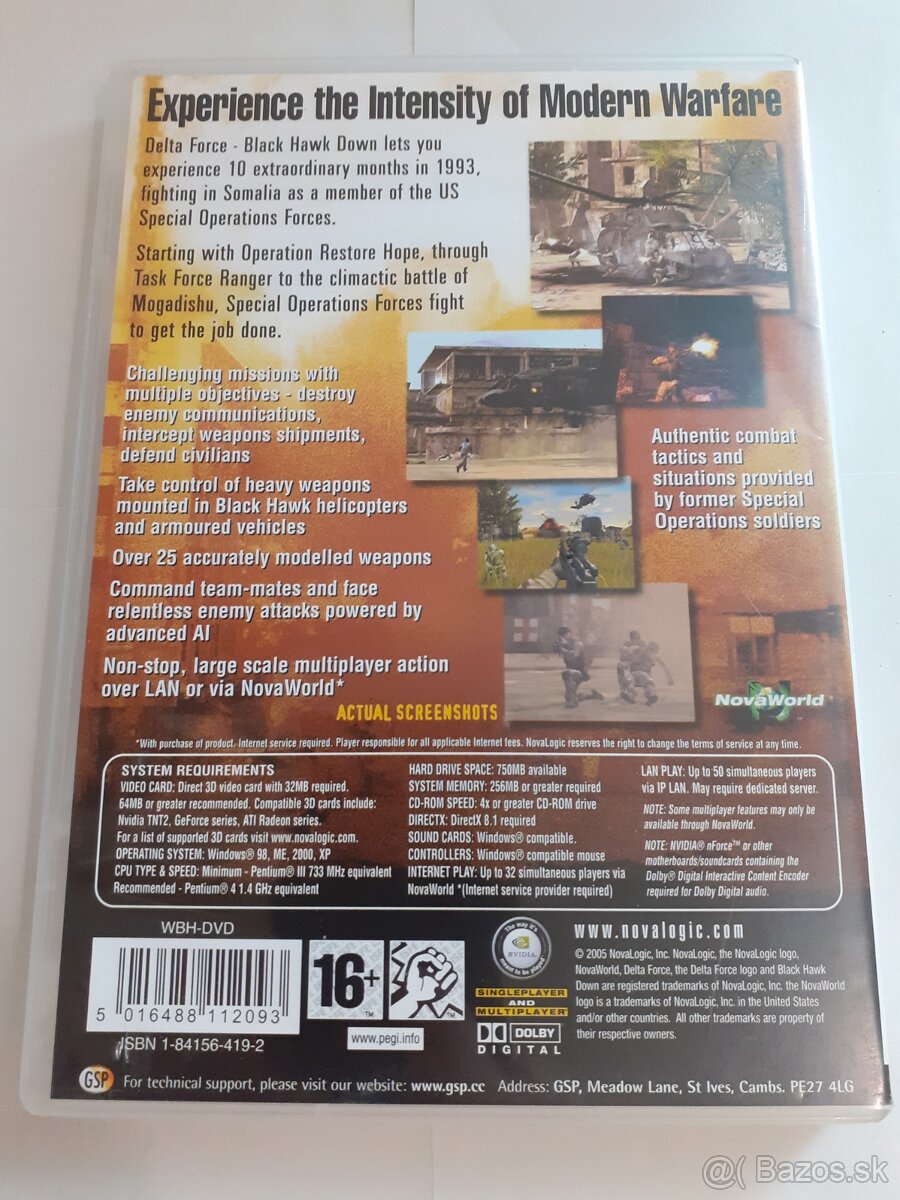 Experience the Intensity of Modern Warfare
Delta Force - Black Hawk Down lets you
experience 10 extraordinary months in 1993,
fighting in Somalia as a member of the US
Special Operations Forces.
Starting with Operation Restore Hope, through
Task Force Ranger to the climactic battle of
Mogadishu, Special Operations Forces fight
to get the job done.
Challenging missions with
multiple objectives - destroy
enemy communications,
intercept weapons shipments,
defend civilians
Take control of heavy weapons
mounted in Black Hawk helicopters
and armoured vehicles
Over 25 accurately modelled weapons
Command team-mates and face
relentless enemy attacks powered by
advanced AI
Non-stop, large scale multiplayer action
over LAN or via NovaWorld*
Authentic combat
tactics and
situations provided
by former Special
Operations soldiers
ACTUAL SCREENSHOTS
NovaWorld
*With purchase of product. Internet service required. Player responsible for all applicable Internet fees. NovaLogic reserves the right to change the terms of service at any time.
SYSTEM REQUIREMENTS
VIDEO CARD: Direct 3D video card with 32MB required.
64MB or greater recommended. Compatible 3D cards include:
Nvidia TNT2, GeForce series, ATI Radeon series.
For a list of supported 3D cards visit www.novalogic.com.
OPERATING SYSTEM: Windows® 98, ME, 2000, XP
CPU TYPE & SPEED: Minimum - Pentium® III 733 MHz equivalent
Recommended - Pentium® 4 1.4 GHz equivalent
HARD DRIVE SPACE: 750MB available
SYSTEM MEMORY: 256MB or greater required
CD-ROM SPEED: 4x or greater CD-ROM drive
DIRECTX: DirectX 8.1 required
SOUND CARDS: Windows® compatible.
CONTROLLERS: Windows® compatible mouse
INTERNET PLAY: Up to 32 simultaneous players via
NovaWorld *(Internet service provider required)
LAN PLAY: Up to 50 simultaneous players
via IP LAN. May require dedicated server.
NOTE: Some multiplayer features may only be
available through NovaWorld.
NOTE: NVIDIA® nForce™ or other
motherboards/soundcards containing the
Dolby® Digital Interactive Content Encoder
required for Dolby Digital audio.
WBH-DVD
5 016488 112093
ISBN 1-84156-419-2
16+
www.pegi.info
The way it's
NVIDIA
meant to be played
SINGLEPLAYER
AND
MULTIPLAYER
DOLBY
DIGITAL
www.novalogic.com
© 2005 NovaLogic, Inc. NovaLogic, the NovaLogic logo,
NovaWorld, Delta Force, the Delta Force logo and Black Hawk
Down are registered trademarks of NovaLogic, Inc. the NovaWorld
logo is a trademarks of NovaLogic, Inc. in the United States
and/or other countries. All other trademarks are property of
their respective owners.
GSP For technical support, please visit our website: www.gsp.cc Address: GSP, Meadow Lane, St Ives, Cambs. PE27 4LG
@( Bazos.sk